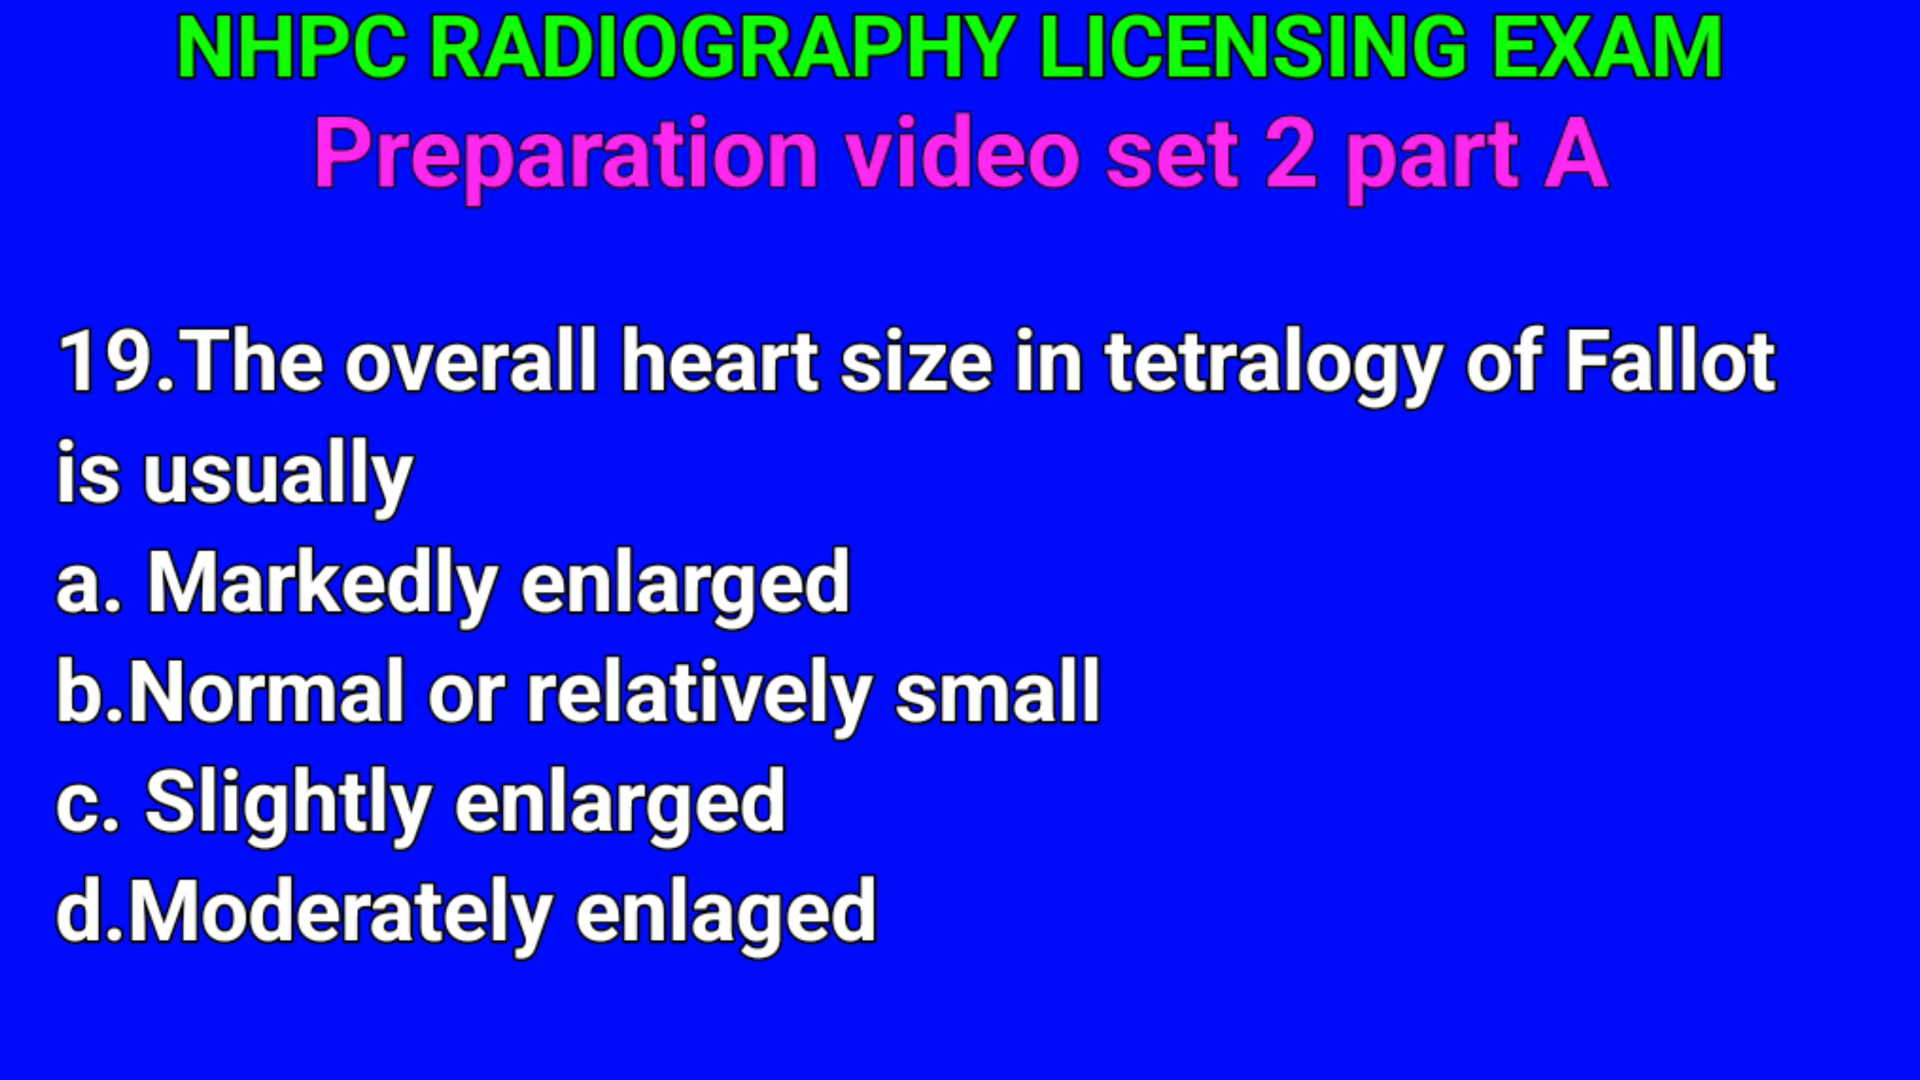 NHPC RADIOGRAPHY LICENSING EXAM
Preparation video set 2 part A
19.The overall heart size in tetralogy of Fallot
is usually
a. Markedly enlarged
b.Normal or relatively small
c. Slightly enlarged
d.Moderately enlaged